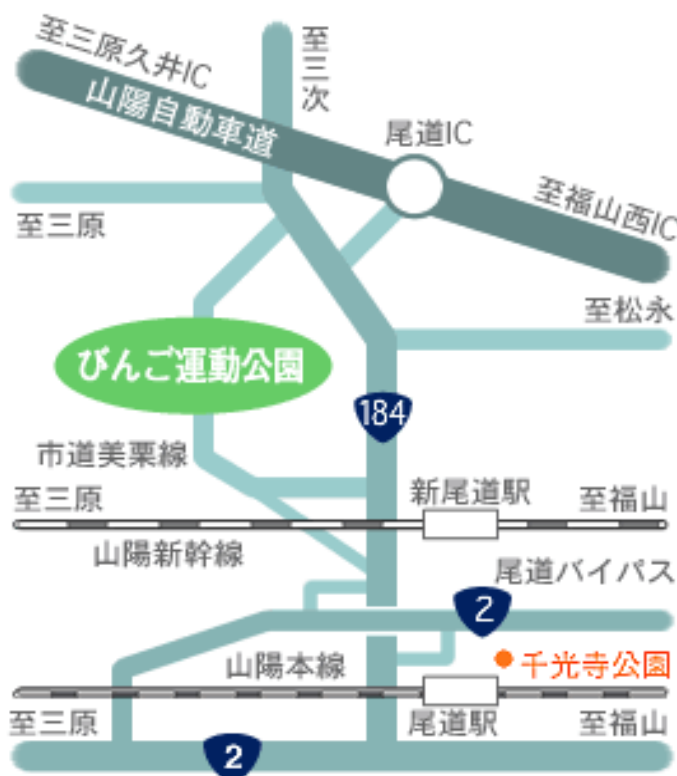 至三原久井IC
至三次
山陽自動車道
尾道IC
至福山西IC
至三原
至松永
びんご運動公園
184
市道美栗線
至三原
新尾道駅
至福山
山陽新幹線
尾道バイパス
2
山陽本線
千光寺公園
至三原
尾道駅
至福山
2